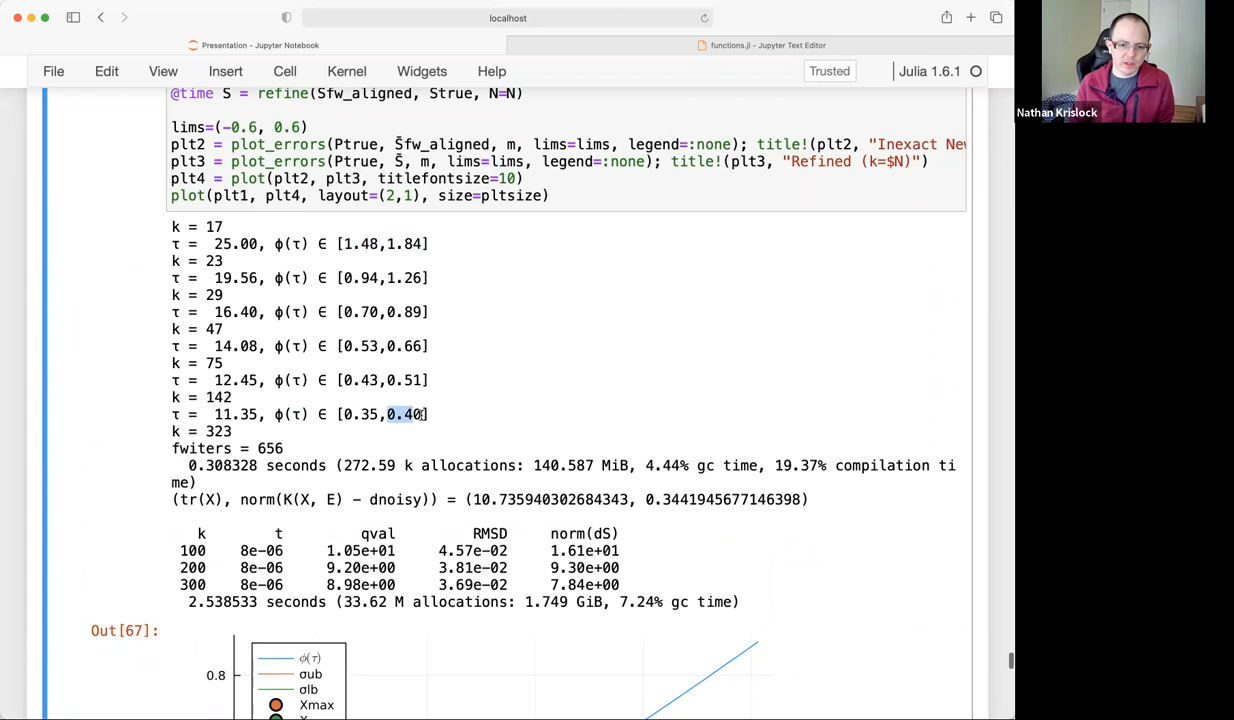 localhost
Presentation - Jupyter Notebook
functions.jl - Jupyter Text Editor
File Edit View Insert Cell Kernel Widgets Help
Trusted
Julia 1.6.1
Nathan Krislock
@time S̄ = refine(S̄fw_aligned, Strue, N=N)
lims=(-0.6, 0.6)
plt2 = plot_errors(Ptrue, S̄fw_aligned, m, lims=lims, legend=:none); title!(plt2, "Inexact New
plt3 = plot_errors(Ptrue, S̄, m, lims=lims, legend=:none); title!(plt3, "Refined (k=$N)")
plt4 = plot(plt2, plt3, titlefontsize=10)
plot(plt1, plt4, layout=(2,1), size=pltsize)
k = 17
τ =  25.00, ϕ(τ) ∈ [1.48,1.84]
k = 23
τ =  19.56, ϕ(τ) ∈ [0.94,1.26]
k = 29
τ =  16.40, ϕ(τ) ∈ [0.70,0.89]
k = 47
τ =  14.08, ϕ(τ) ∈ [0.53,0.66]
k = 75
τ =  12.45, ϕ(τ) ∈ [0.43,0.51]
k = 142
τ =  11.35, ϕ(τ) ∈ [0.35,0.40]
k = 323
fwiters = 656
0.308328 seconds (272.59 k allocations: 140.587 MiB, 4.44% gc time, 19.37% compilation ti
me)
(tr(X), norm(K(X, E) - dnoisy)) = (10.735940302684343, 0.3441945677146398)
k t qval RMSD norm(dS)
100 8e-06 1.05e+01 4.57e-02 1.61e+01
200 8e-06 9.20e+00 3.81e-02 9.30e+00
300 8e-06 8.98e+00 3.69e-02 7.84e+00
2.538533 seconds (33.62 M allocations: 1.749 GiB, 7.24% gc time)
Out[67]:
ϕ(τ)
0.8
σub
σlb
Xmax